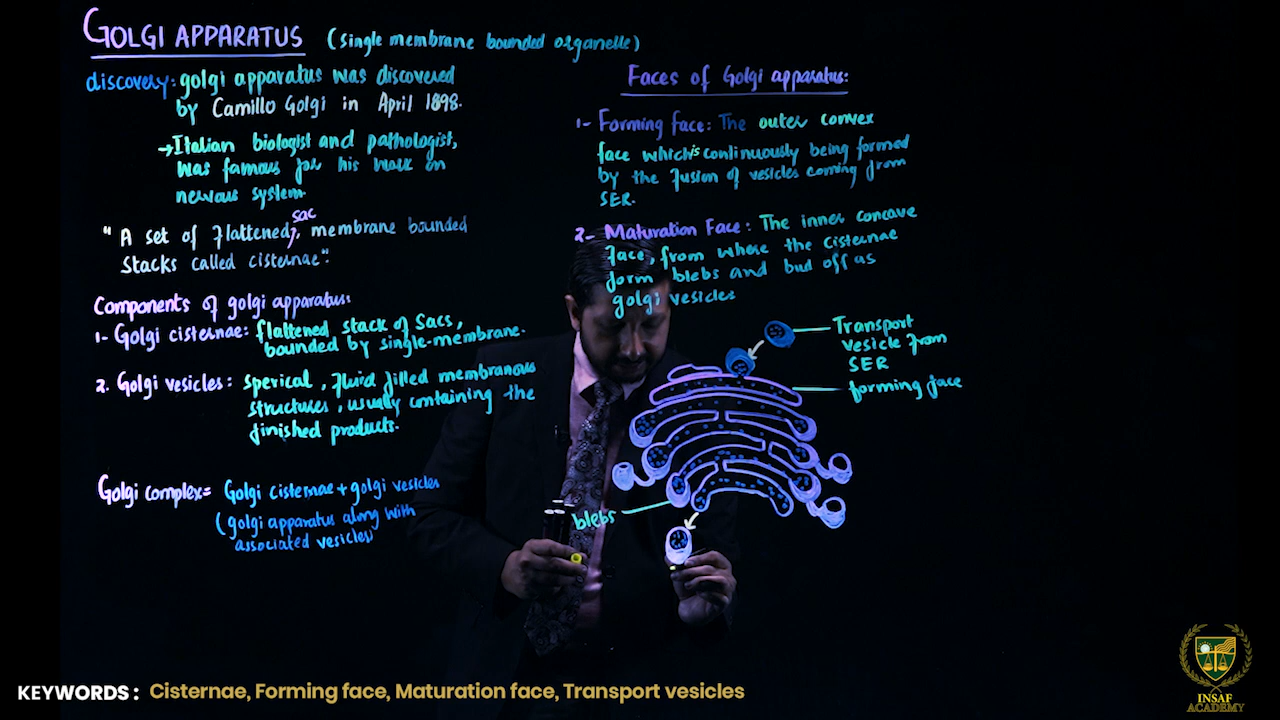 GOLGI APPARATUS (single membrane bounded organelle)
discovery: golgi apparatus was discovered
by Camillo Golgi in April 1898.
→Italian biologist and pathologist,
was famous for his work on
nervous system.
sac
"A set of flattened, membrane bounded
Stacks called cisternae".
Components of golgi apparatus:
1- Golgi cisternae: flattened stack of Sacs,
bounded by single-membrane.
2. Golgi vesicles: sperical, fluid filled membranous
structures, usually containing the
finished products.
Golgi complex= Golgi cisternae + golgi vesicles
(golgi apparatus along with
associated vesicles)
Faces of Golgi apparatus:
1- Forming face: The outer convex
face which is continuously being formed
by the fusion of vesicles coming from
SER.
2- Maturation Face: The inner concave
face, from where the cisternae
form blebs and bud off as
golgi vesicles
Transport
vesicle from
SER
forming face
blebs
KEYWORDS: Cisternae, Forming face, Maturation face, Transport vesicles
INSAF
ACADEMY